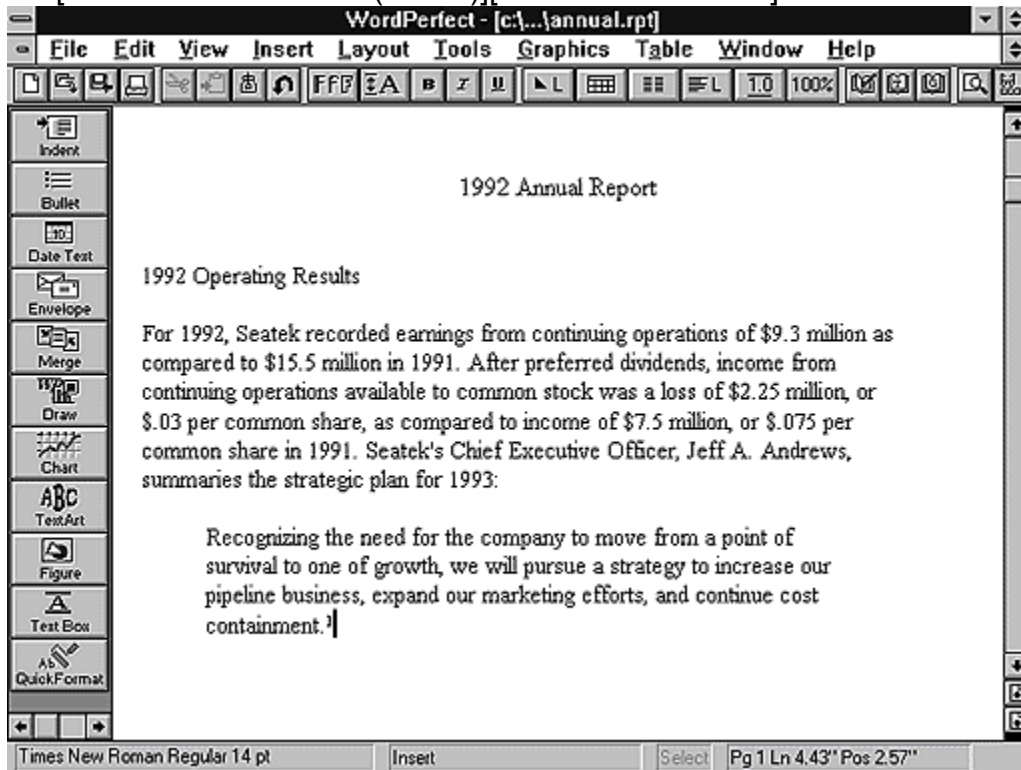 WordPerfect - [c:\...\annual.rpt]
File Edit View Insert Layout Tools Graphics Table Window Help
FfF A B I U L L 1.0 100%
Indent
Bullet
10
Date Text
Envelope
Merge
Draw
Chart
ABC
TextArt
Figure
A
Text Box
Ab
QuickFormat
1992 Annual Report
1992 Operating Results
For 1992, Seatek recorded earnings from continuing operations of $9.3 million as
compared to $15.5 million in 1991. After preferred dividends, income from
continuing operations available to common stock was a loss of $2.25 million, or
$.03 per common share, as compared to income of $7.5 million, or $.075 per
common share in 1991. Seatek's Chief Executive Officer, Jeff A. Andrews,
summaries the strategic plan for 1993:
Recognizing the need for the company to move from a point of
survival to one of growth, we will pursue a strategy to increase our
pipeline business, expand our marketing efforts, and continue cost
containment.
Times New Roman Regular 14 pt Insert Select Pg 1 Ln 4.43" Pos 2.57"